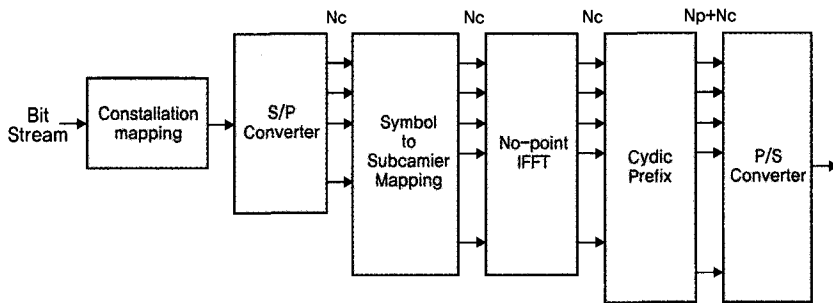 Nc
Nc
Nc
Np+Nc
Bit
Stream
Constallation
mapping
S/P
Converter
Symbol
to
Subcamier
Mapping
No-point
IFFT
Cydic
Prefix
P/S
Converter